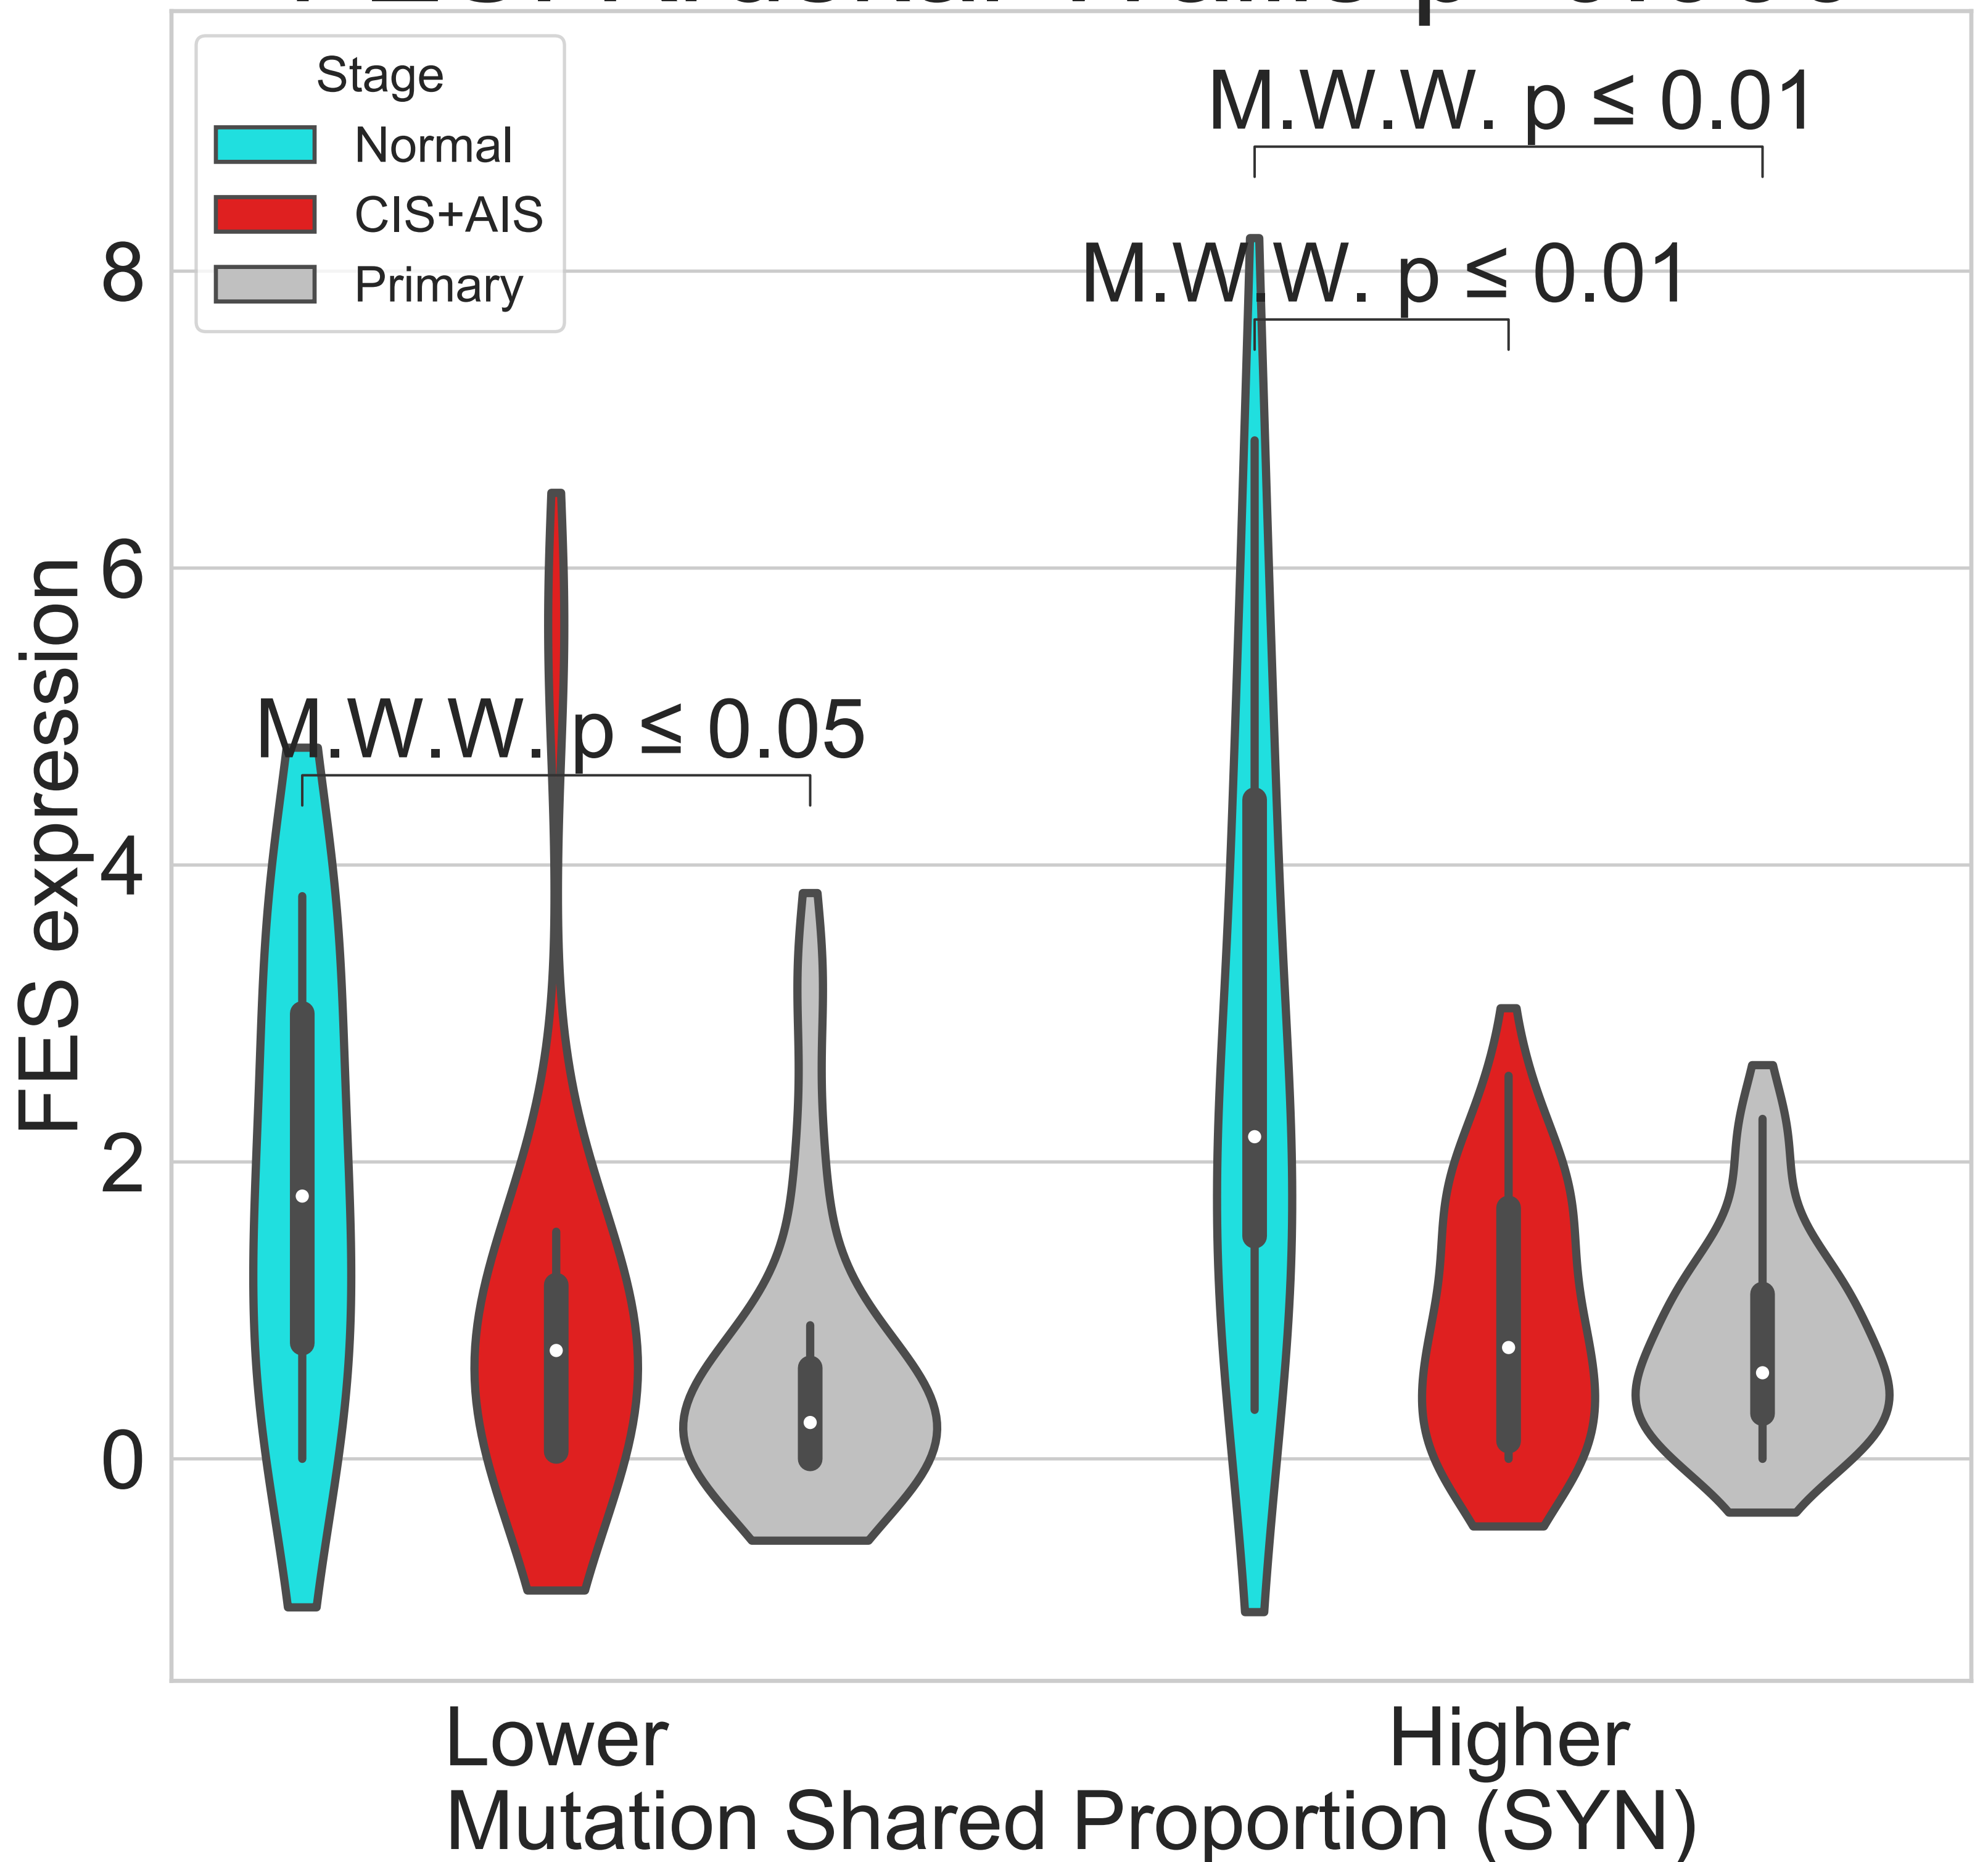 Stage
Normal
CIS+AIS
Primary
M.W.W. p ≤ 0.01
M.W.W. p ≤ 0.01
M.W.W. p ≤ 0.05
8
6
4
2
0
FES expression
Lower
Higher
Mutation Shared Proportion (SYN)